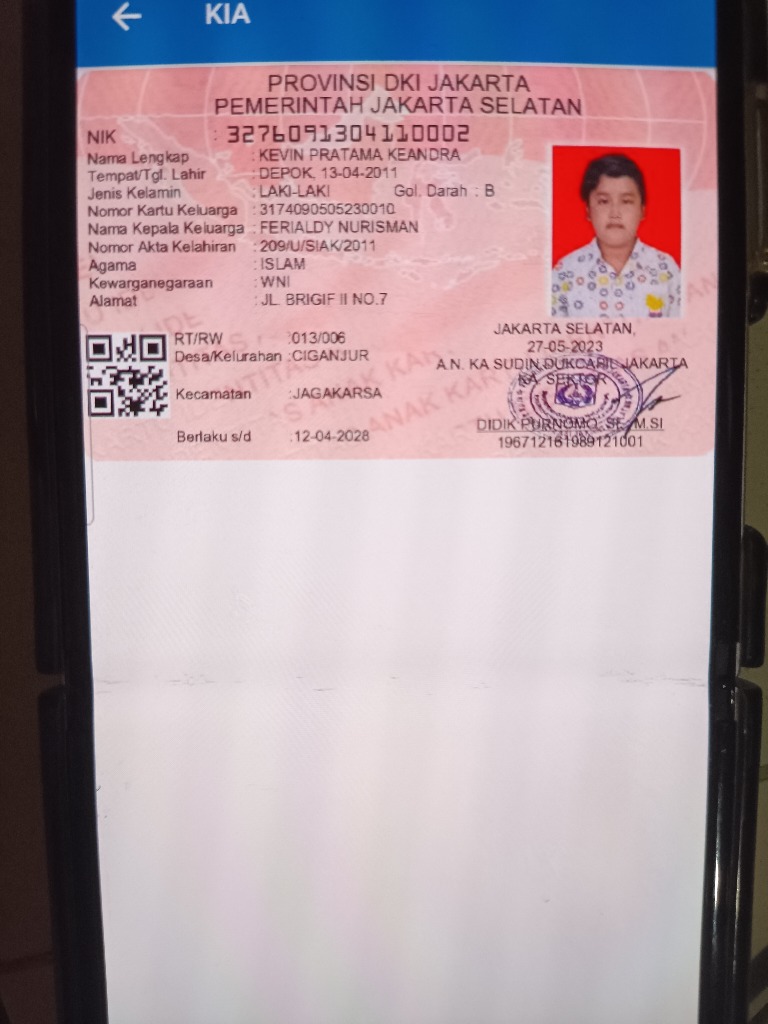 KIA
PROVINSI DKI JAKARTA
PEMERINTAH JAKARTA SELATAN
NIK : 3276091304110002
Nama Lengkap : KEVIN PRATAMA KEANDRA
Tempat/Tgl. Lahir : DEPOK, 13-04-2011
Jenis Kelamin : LAKI-LAKI Gol. Darah : B
Nomor Kartu Keluarga : 3174090505230010
Nama Kepala Keluarga : FERIALDY NURISMAN
Nomor Akta Kelahiran : 209/U/SIAK/2011
Agama : ISLAM
Kewarganegaraan : WNI
Alamat : JL. BRIGIF II NO.7
RT/RW :013/006
Desa/Kelurahan :CIGANJUR
Kecamatan :JAGAKARSA
Berlaku s/d :12-04-2028
JAKARTA SELATAN,
27-05-2023
A.N. KA SUDIN DUKCAPIL JAKARTA
KA. SEKTOR
DIDIK PURNOMO, SE, M.SI
196712161989121001